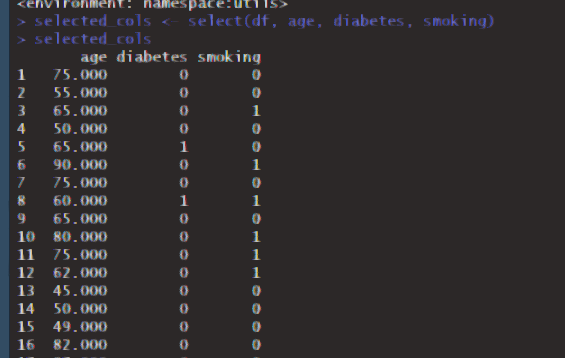 <environment: namespace:utils>
> selected_cols <- select(df, age, diabetes, smoking)
> selected_cols
age diabetes smoking
1 75.000 0 0
2 55.000 0 0
3 65.000 0 1
4 50.000 0 0
5 65.000 1 0
6 90.000 0 1
7 75.000 0 0
8 60.000 1 1
9 65.000 0 0
10 80.000 0 1
11 75.000 0 1
12 62.000 0 1
13 45.000 0 0
14 50.000 0 0
15 49.000 0 0
16 82.000 0 0